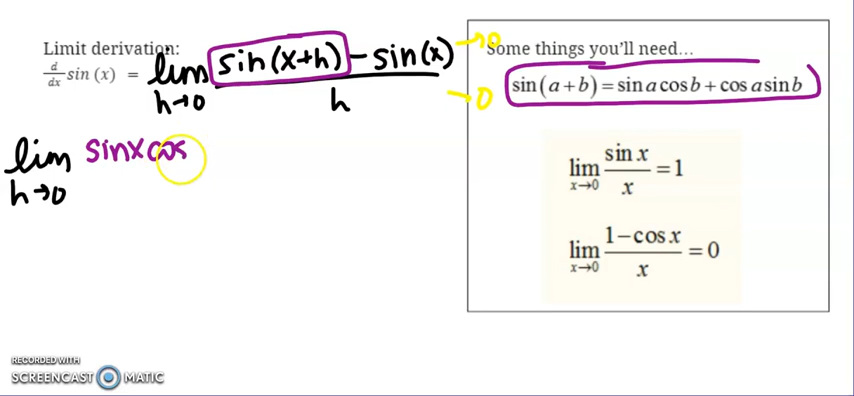 Limit derivation:
d/dx sin (x) = lim h→0 (sin(x+h) - sin(x)) / h
→0
→0
lim h→0 sinx cos
Some things you'll need...
sin(a+b) = sin a cos b + cos a sin b
lim x→0 sin x / x = 1
lim x→0 (1−cos x) / x = 0
RECORDED WITH
SCREENCAST MATIC